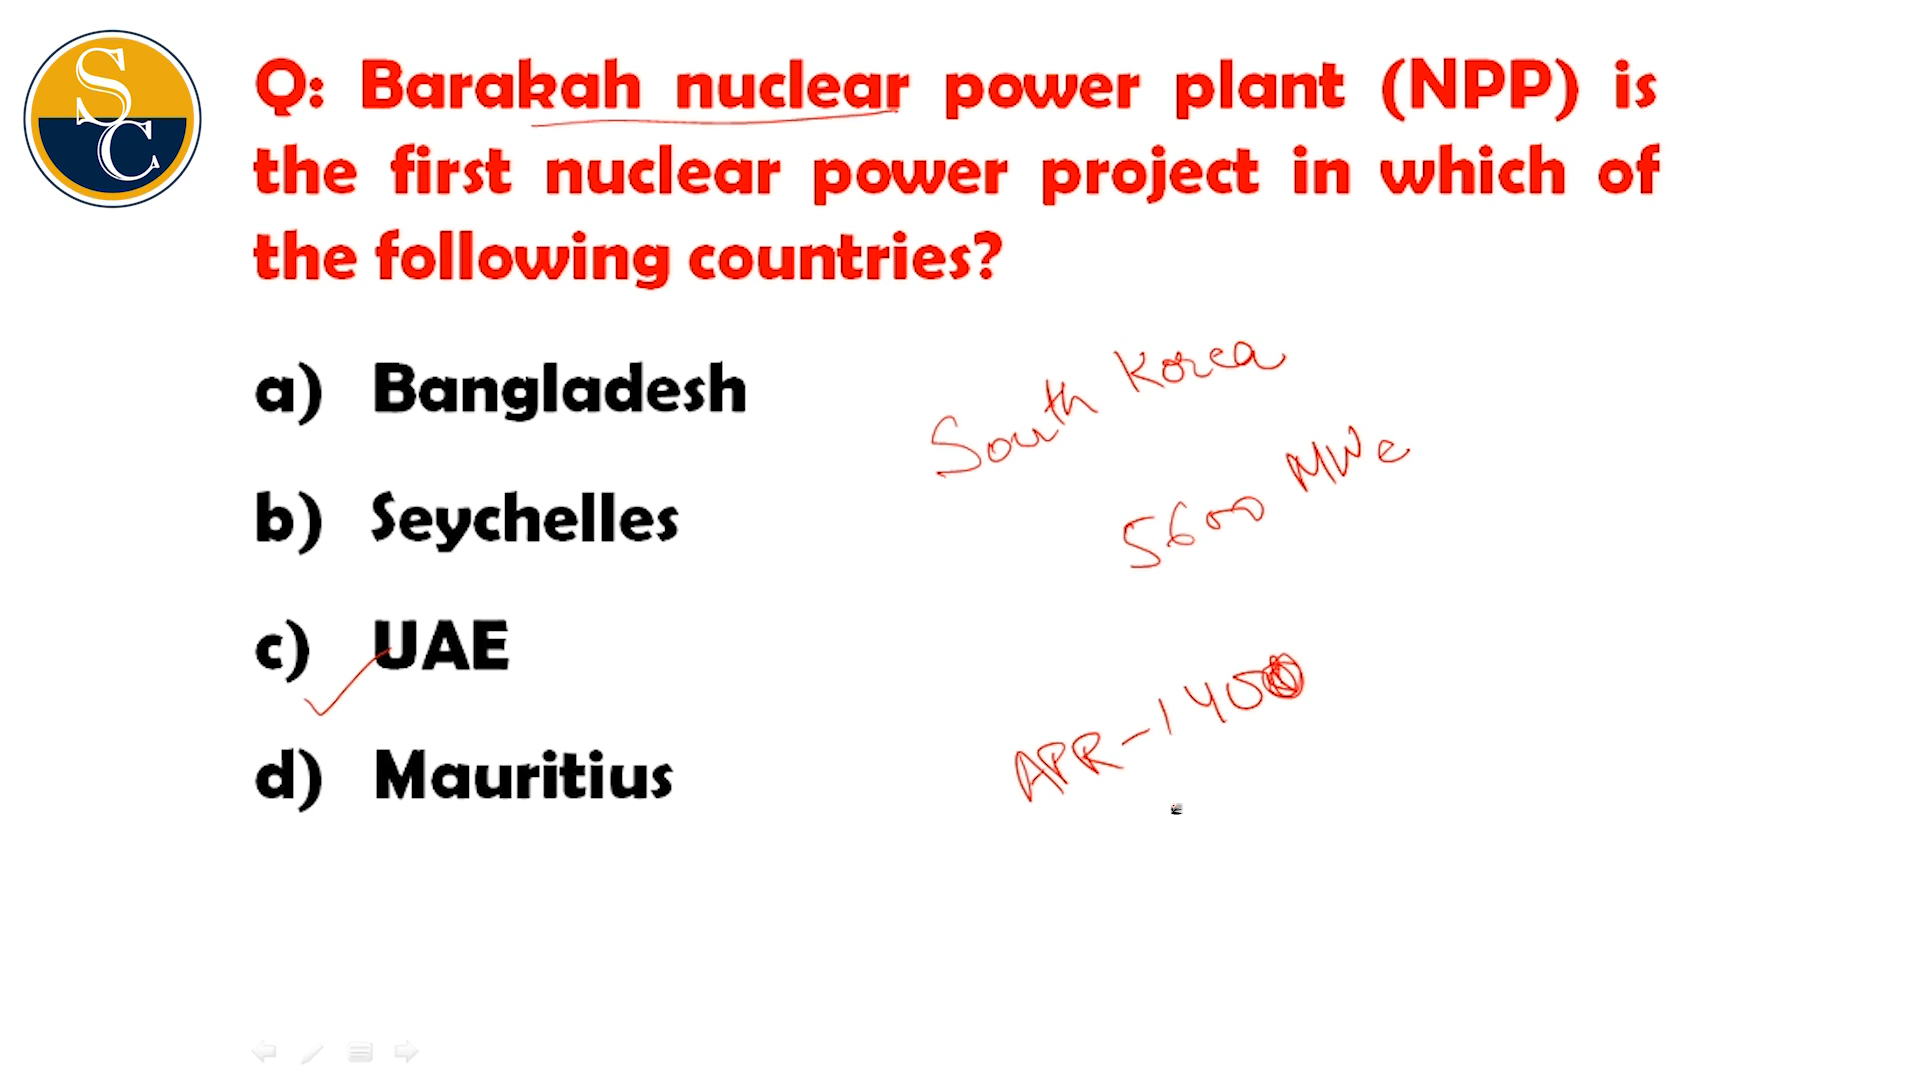 SC
Q: Barakah nuclear power plant (NPP) is
the first nuclear power project in which of
the following countries?
a) Bangladesh
South Korea
b) Seychelles
5600 MWe
c) UAE
APR-1400
d) Mauritius